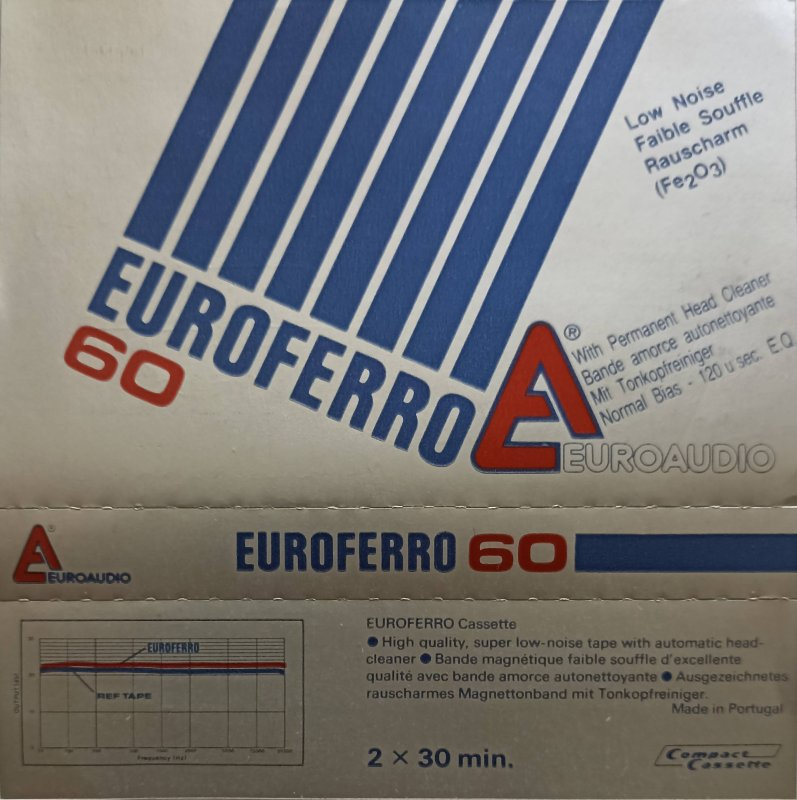 Low Noise
Faible Souffle
Rauscharm
(Fe2O3)
EUROFERRO
60
®
With Permanent Head Cleaner
Bande amorce autonettoyante
Mit Tonkopfreiniger
Normal Bias - 120 u sec. E.Q
EA
EUROAUDIO
EA
®
EUROAUDIO
EUROFERRO 60
EUROFERRO
REF TAPE
Frequency (Hz)
EUROFERRO Cassette
● High quality, super low-noise tape with automatic head-
cleaner ● Bande magnétique faible souffle d'excellente
qualité avec bande amorce autonettoyante ● Ausgezeichnetes
rauscharmes Magnettonband mit Tonkopfreiniger.
Made in Portugal
2 × 30 min.
Compact
Cassette